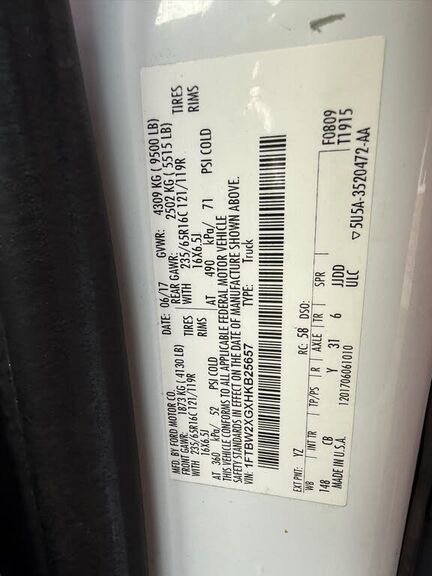 MFD. BY FORD MOTOR CO.
DATE: 06/17 GVWR: 4309 KG ( 9500 LB)
FRONT GAWR: 1873 KG ( 4130 LB) REAR GAWR: 2502 KG ( 5515 LB)
WITH 235/65R16C121/119R TIRES WITH 235/65R16C121/119R TIRES
16X6.5J RIMS 16X6.5J RIMS
AT 360 kPa/ 52 PSI COLD AT 490 kPa/ 71 PSI COLD
THIS VEHICLE CONFORMS TO ALL APPLICABLE FEDERAL MOTOR VEHICLE
SAFETY STANDARDS IN EFFECT ON THE DATE OF MANUFACTURE SHOWN ABOVE.
VIN: 1FTBW2XGXHKB25657 Truck
F0809
T1915
EXT PNT: YZ RC: 58 DSO:
WB INT TR TP/PS R AXLE TR SPR
148 CB Y 31 6 JJDD
MADE IN U.S.A. 1201706061010 ULC
▽5U5A-3520472-AA